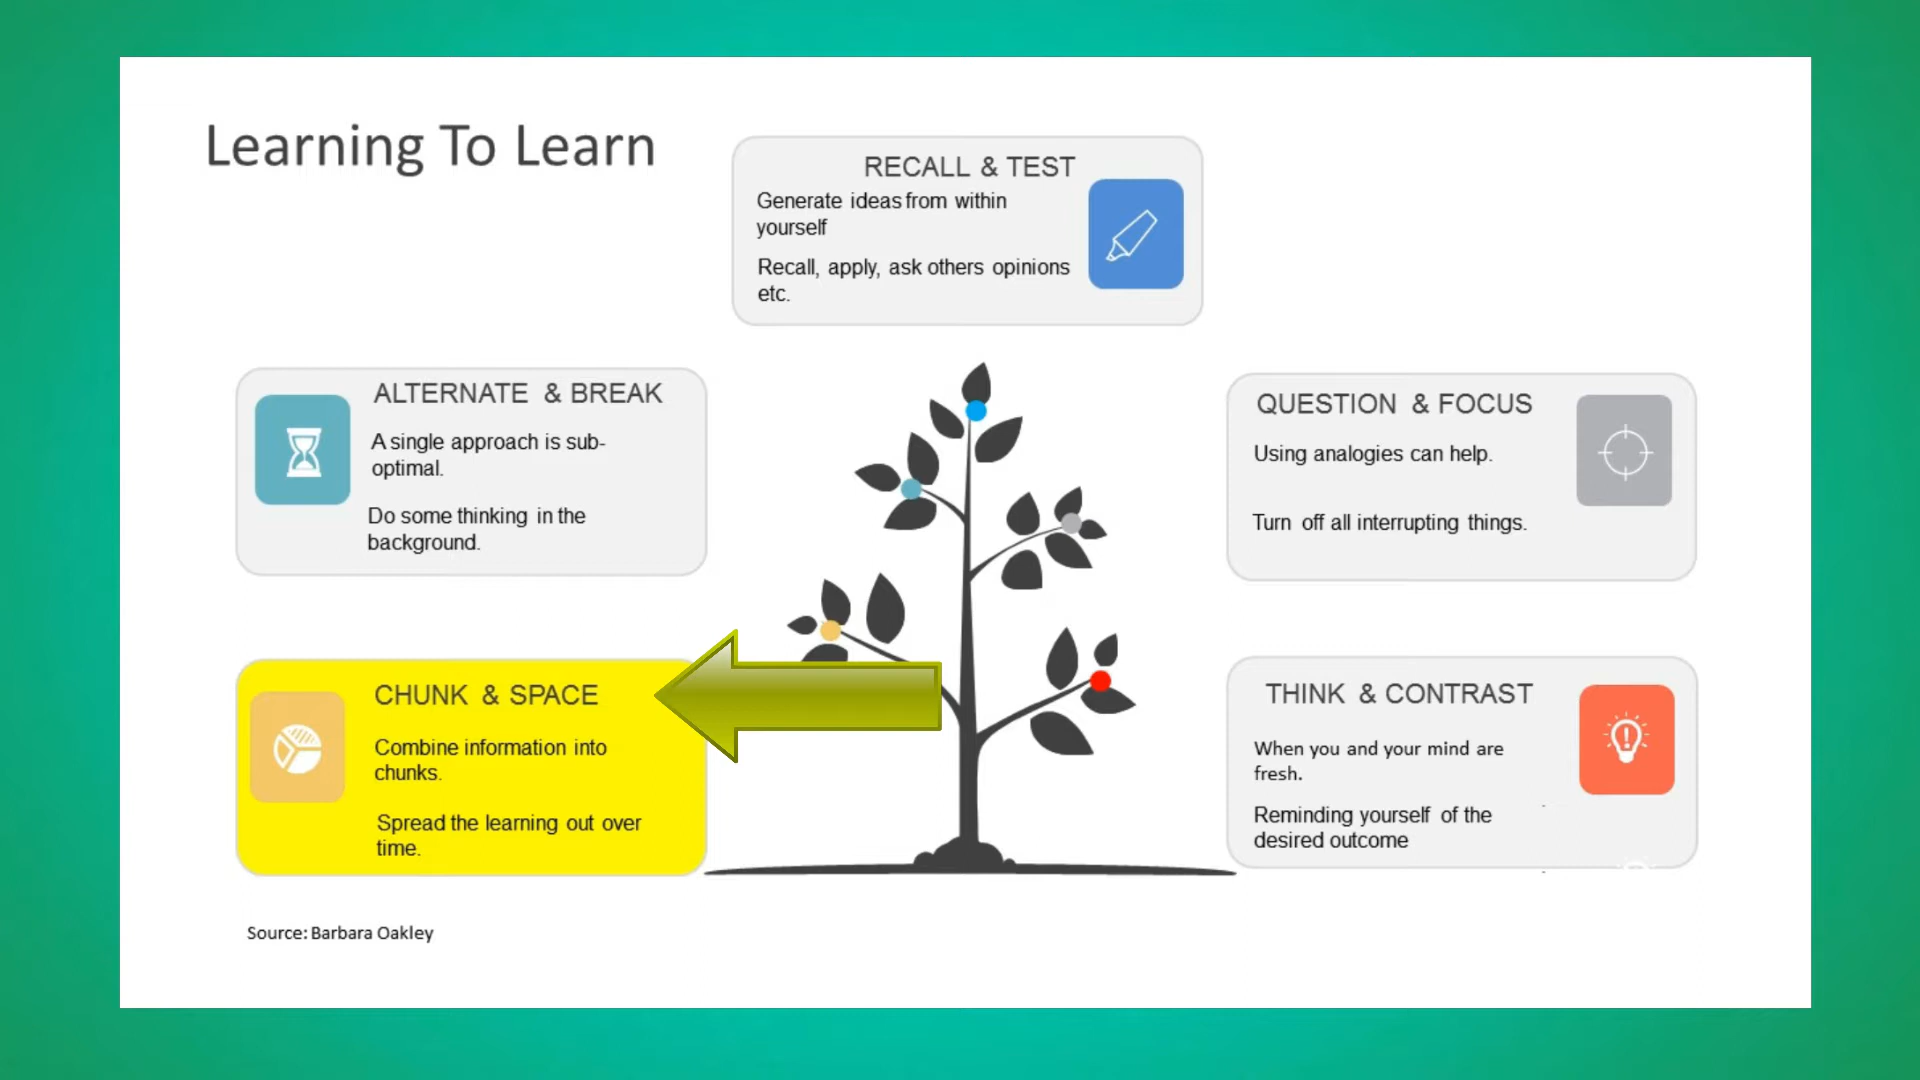 Learning To Learn
RECALL & TEST
Generate ideas from within
yourself
Recall, apply, ask others opinions
etc.
ALTERNATE & BREAK
A single approach is sub-
optimal.
Do some thinking in the
background.
QUESTION & FOCUS
Using analogies can help.
Turn off all interrupting things.
CHUNK & SPACE
Combine information into
chunks.
Spread the learning out over
time.
THINK & CONTRAST
When you and your mind are
fresh.
Reminding yourself of the
desired outcome
Source: Barbara Oakley